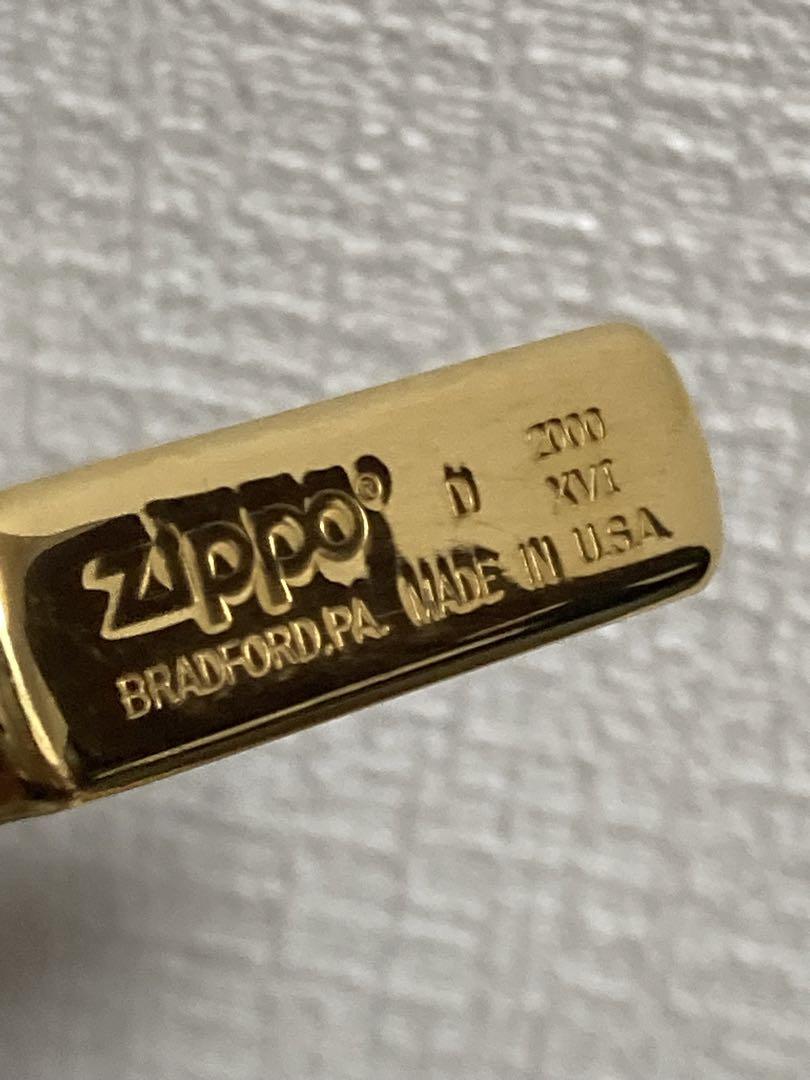 2000
Zippo® D XVI
BRADFORD, PA. MADE IN U.S.A.